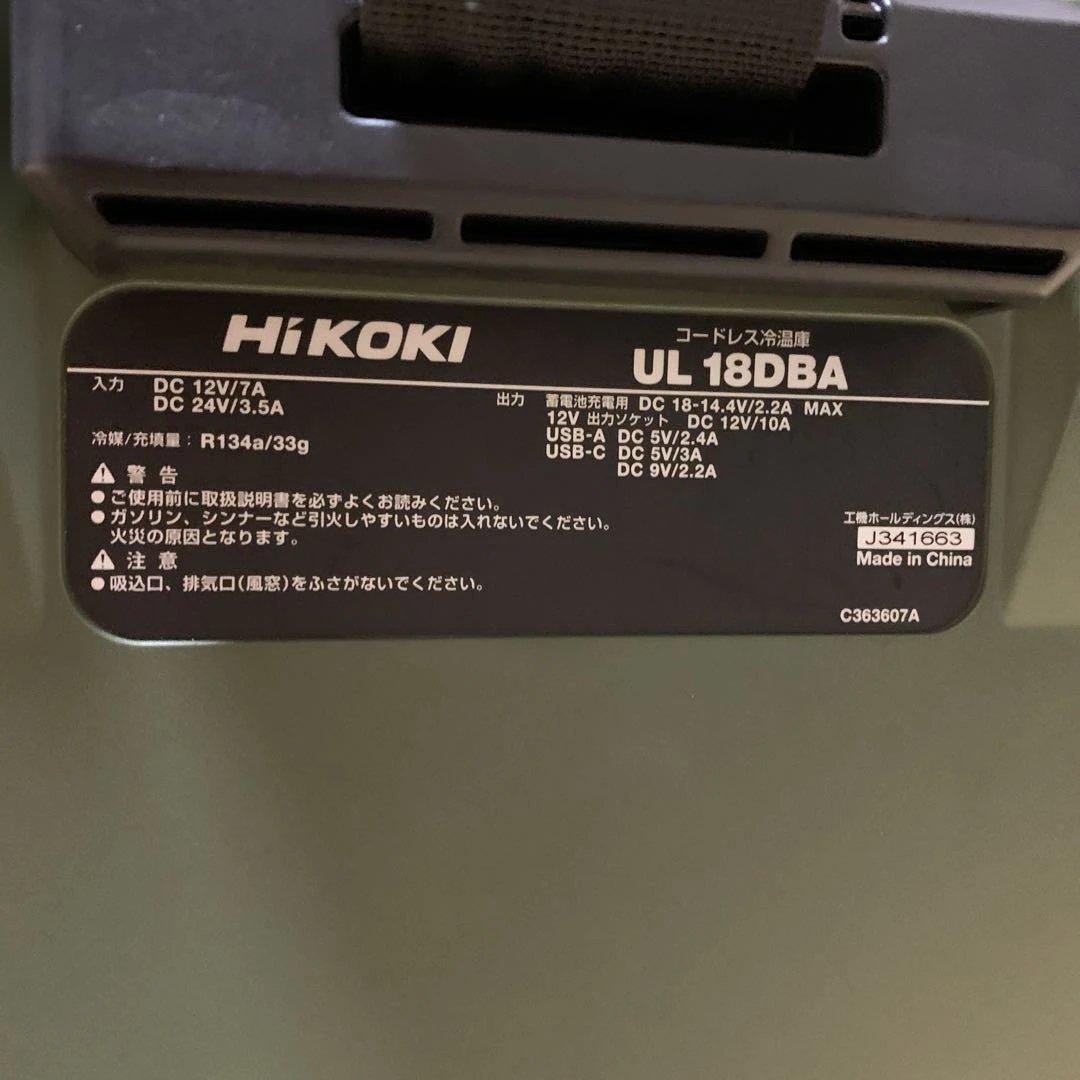 HiKOKI
コードレス冷温庫
UL 18DBA
入力 DC 12V/7A
DC 24V/3.5A
冷媒/充填量: R134a/33g
出力 蓄電池充電用 DC 18-14.4V/2.2A MAX
12V 出力ソケット DC 12V/10A
USB-A DC 5V/2.4A
USB-C DC 5V/3A
DC 9V/2.2A
⚠ 警告
●ご使用前に取扱説明書を必ずよくお読みください。
●ガソリン、シンナーなど引火しやすいものは入れないでください。
火災の原因となります。
⚠ 注意
●吸込口、排気口(風窓)をふさがないでください。
工機ホールディングス(株)
J341663
Made in China
C363607A